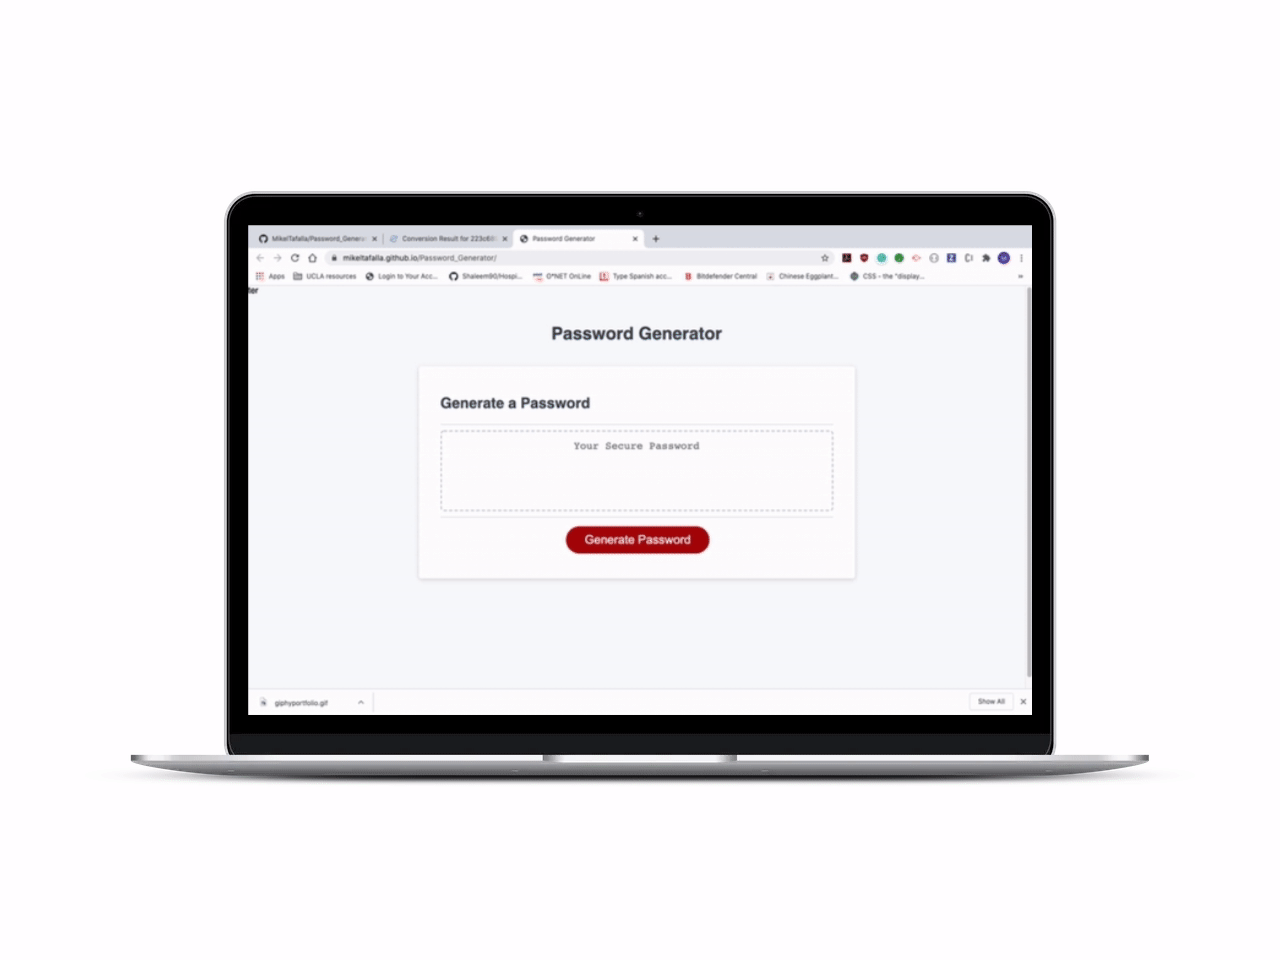 MikelTafalla/Password_Genera
Conversion Result for 223c68
Password Generator
mikeltafalla.github.io/Password_Generator/
Apps
UCLA resources
Login to Your Acc...
Shaleem90/Hospi...
O*NET OnLine
Type Spanish acc...
Bitdefender Central
Chinese Eggplant...
CSS - the "display...
ter
Password Generator
Generate a Password
Your Secure Password
Generate Password
giphyportfolio.gif
Show All